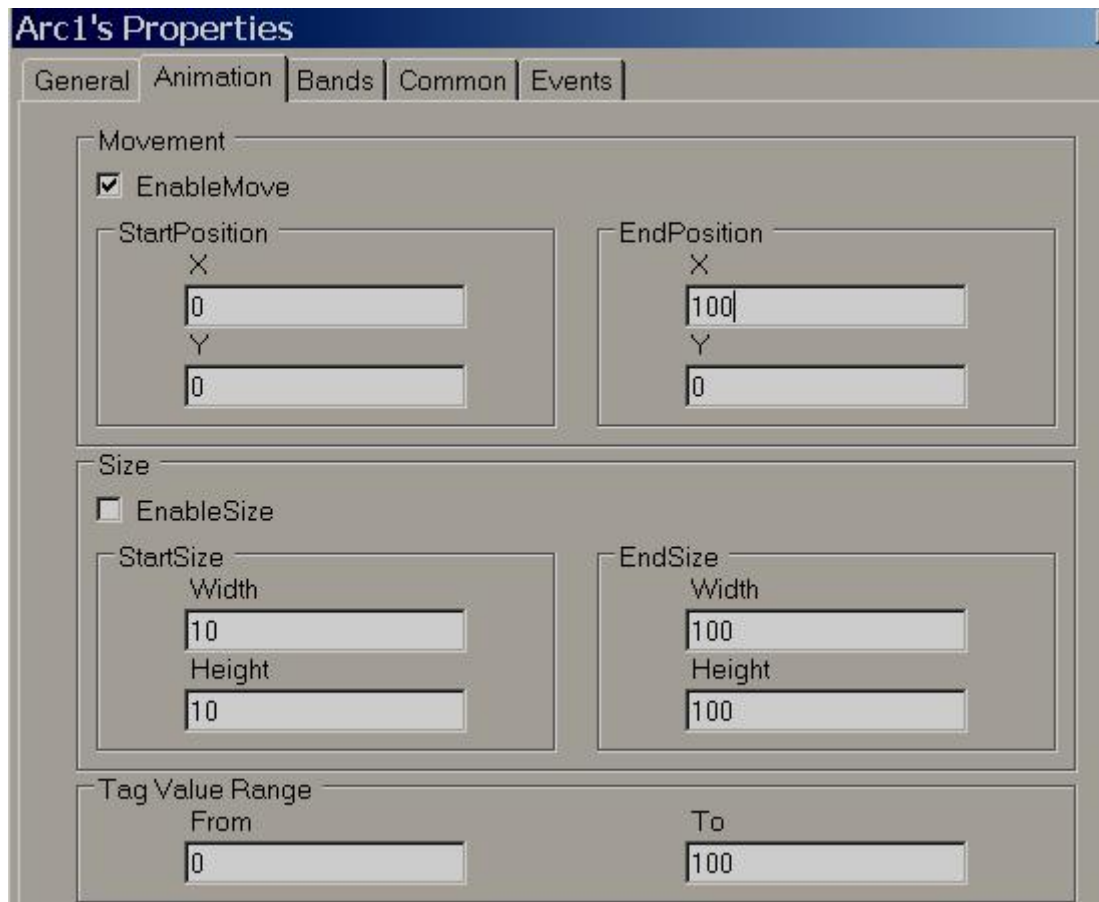 Arc1's Properties
General Animation Bands Common Events
Movement
EnableMove
StartPosition EndPosition
X X
0 100
Y Y
0 0
Size
EnableSize
StartSize EndSize
Width Width
10 100
Height Height
10 100
Tag Value Range
From To
0 100